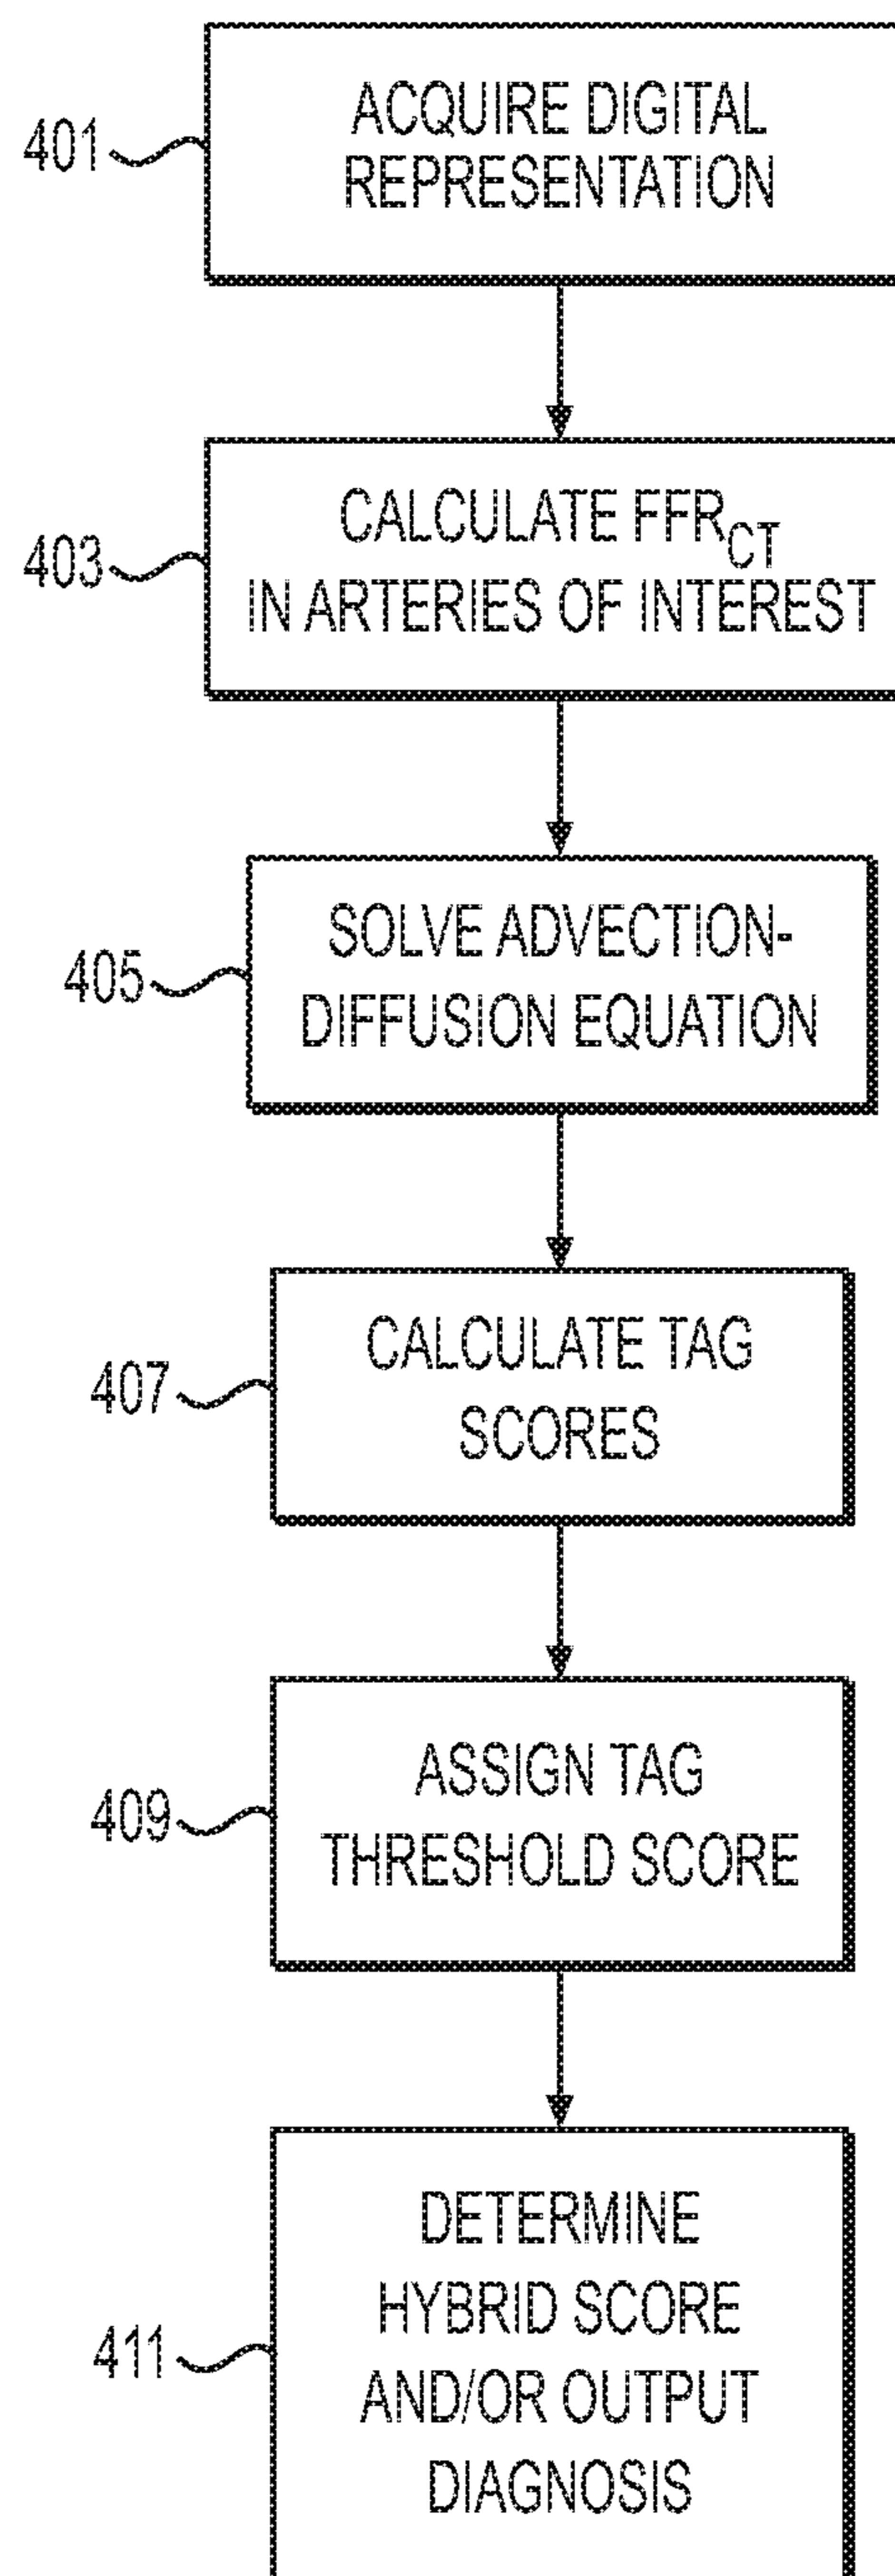 401
ACQUIRE DIGITAL
REPRESENTATION
403
CALCULATE FFRCT
IN ARTERIES OF INTEREST
405
SOLVE ADVECTION-
DIFFUSION EQUATION
407
CALCULATE TAG
SCORES
409
ASSIGN TAG
THRESHOLD SCORE
411
DETERMINE
HYBRID SCORE
AND/OR OUTPUT
DIAGNOSIS